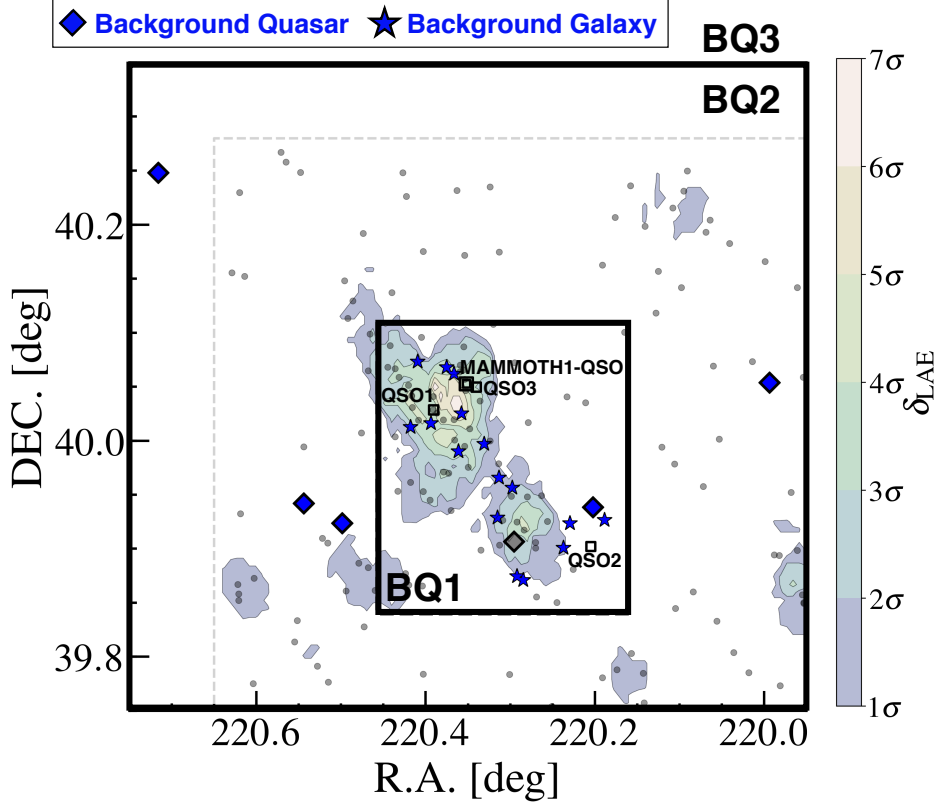 Background Quasar Background Galaxy
BQ3
BQ2
7σ
6σ
5σ
4σ
3σ
2σ
1σ
δLAE
40.2
40.0
39.8
DEC. [deg]
MAMMOTH1-QSO
QSO3
QSO1
QSO2
BQ1
220.6 220.4 220.2 220.0
R.A. [deg]